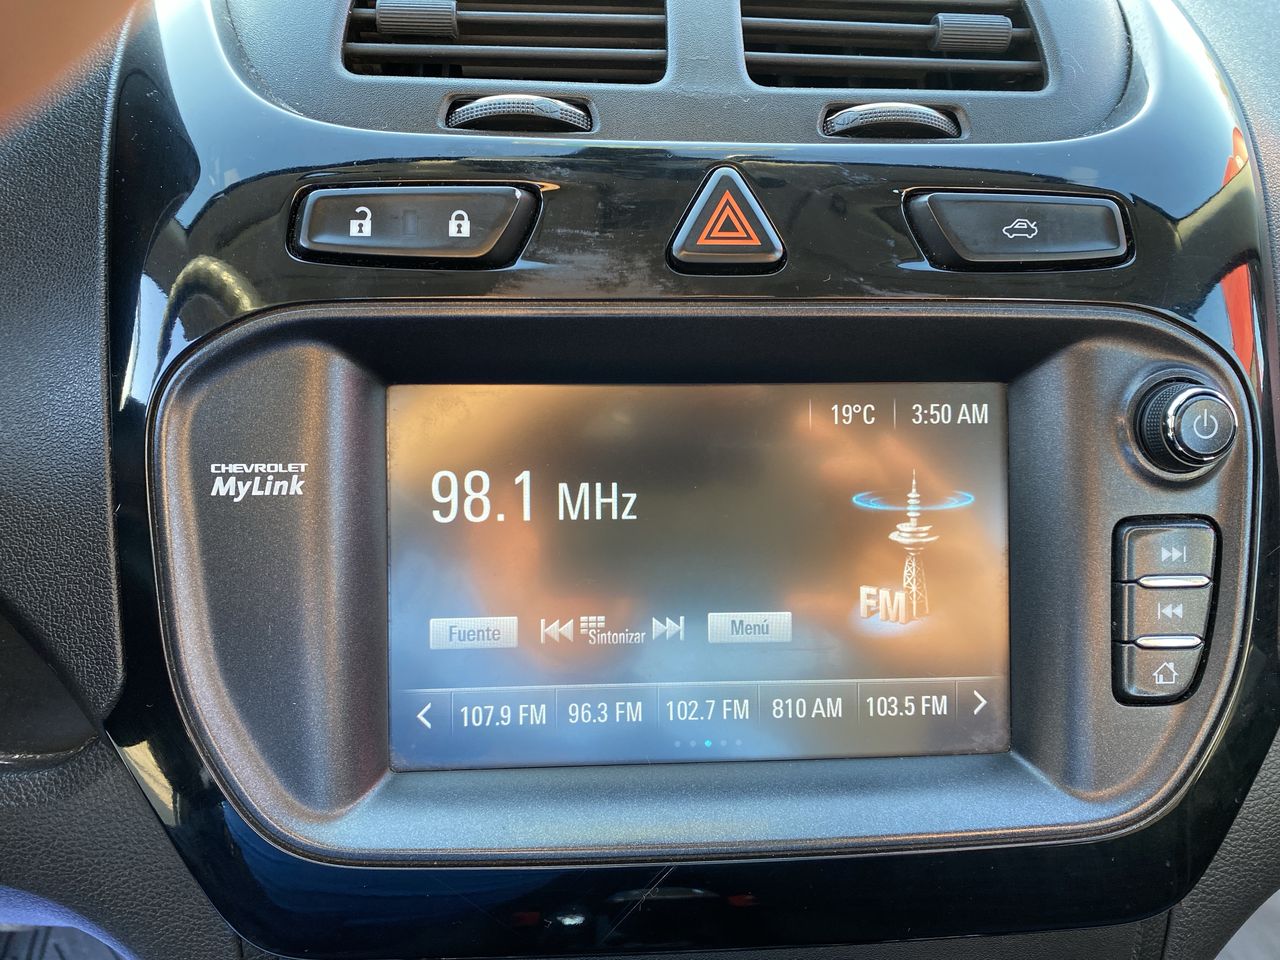 CHEVROLET
MyLink
19°C 3:50 AM
98.1 MHz
FM
Fuente Sintonizar Menú
107.9 FM 96.3 FM 102.7 FM 810 AM 103.5 FM